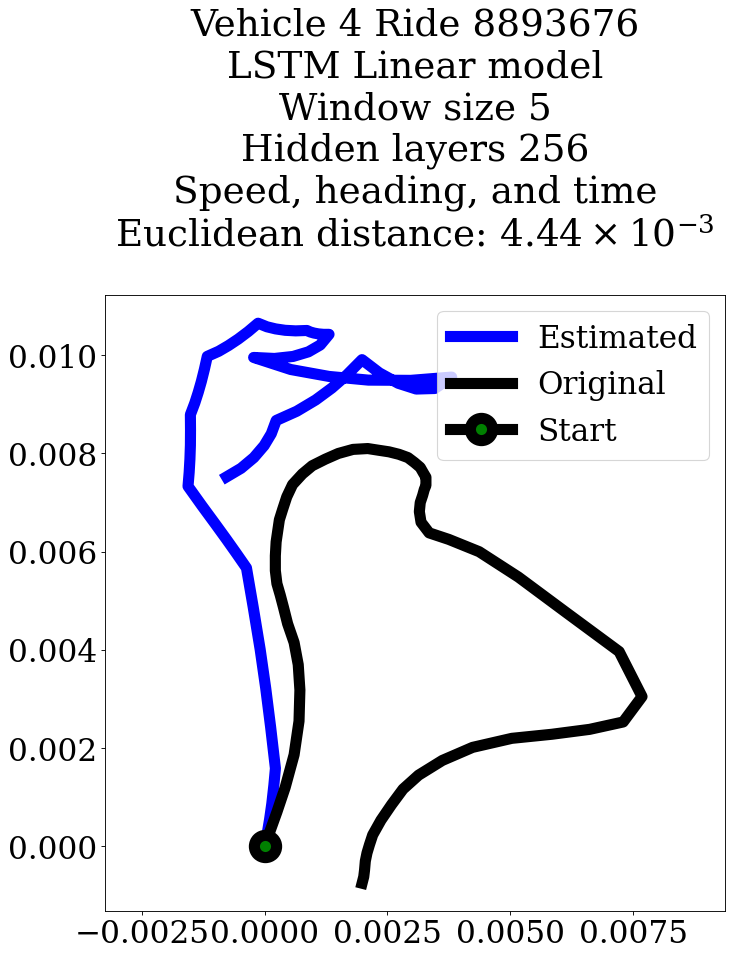 Vehicle 4 Ride 8893676
LSTM Linear model
Window size 5
Hidden layers 256
Speed, heading, and time
Euclidean distance: 4.44 × 10⁻³
Estimated
Original
Start
0.010
0.008
0.006
0.004
0.002
0.000
−0.0025 0.0000 0.0025 0.0050 0.0075